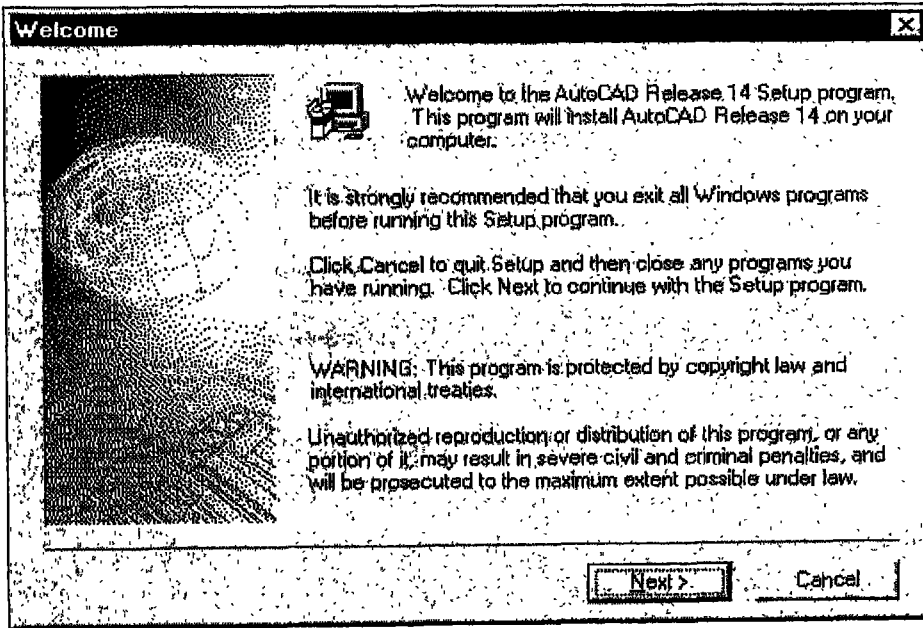 Welcome
Welcome to the AutoCAD Release 14 Setup program.
This program will install AutoCAD Release 14 on your
computer.
It is strongly recommended that you exit all Windows programs
before running this Setup program.
Click Cancel to quit Setup and then close any programs you
have running. Click Next to continue with the Setup program.
WARNING: This program is protected by copyright law and
international treaties.
Unauthorized reproduction or distribution of this program, or any
portion of it, may result in severe civil and criminal penalties, and
will be prosecuted to the maximum extent possible under law.
Next >
Cancel